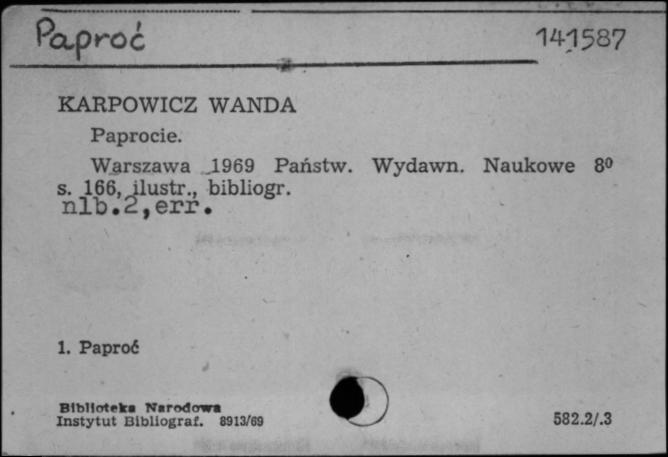 Paproć 141587
KARPOWICZ WANDA
Paprocie.
Warszawa 1969 Państw. Wydawn. Naukowe 8⁰
s. 166, ilustr., bibliogr.
nlb.2,err.
1. Paproć
Biblioteka Narodowa
Instytut Bibliograf. 8913/69 582.2/.3